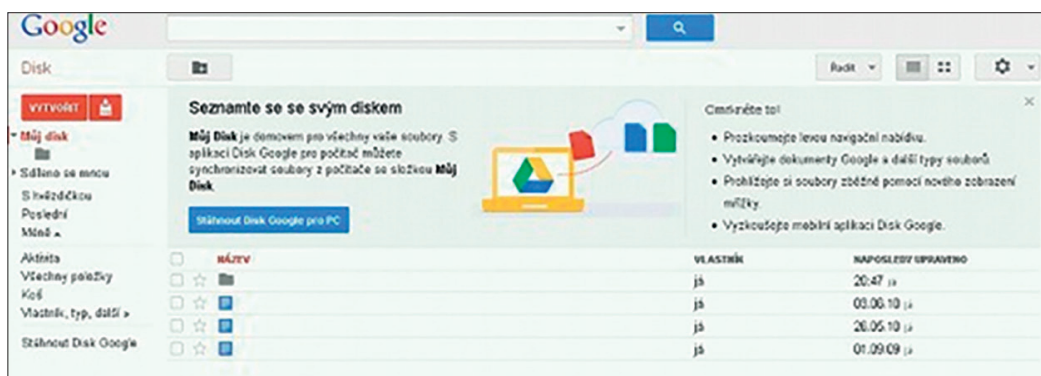 Google
Disk
Řadit
VYTVOŘIT
Můj disk
Sdíleno se mnou
S hvězdičkou
Poslední
Méně
Aktivita
Všechny položky
Koš
Vlastník, typ, další »
Stáhnout Disk Google
Seznamte se se svým diskem
Můj Disk je domovem pro všechny vaše soubory. S
aplikací Disk Google pro počítač můžete
synchronizovat soubory z počítače se složkou Můj
Disk.
Stáhnout Disk Google pro PC
Omrkněte to!
• Prozkoumejte levou navigační nabídku.
• Vytvářejte dokumenty Google a další typy souborů.
• Prohlížejte si soubory zběžně pomocí nového zobrazení
mřížky.
• Vyzkoušejte mobilní aplikaci Disk Google.
NÁZEV VLASTNÍK NAPOSLEDY UPRAVENO
já 20:47 já
já 03.06.10 já
já 26.05.10 já
já 01.09.09 já